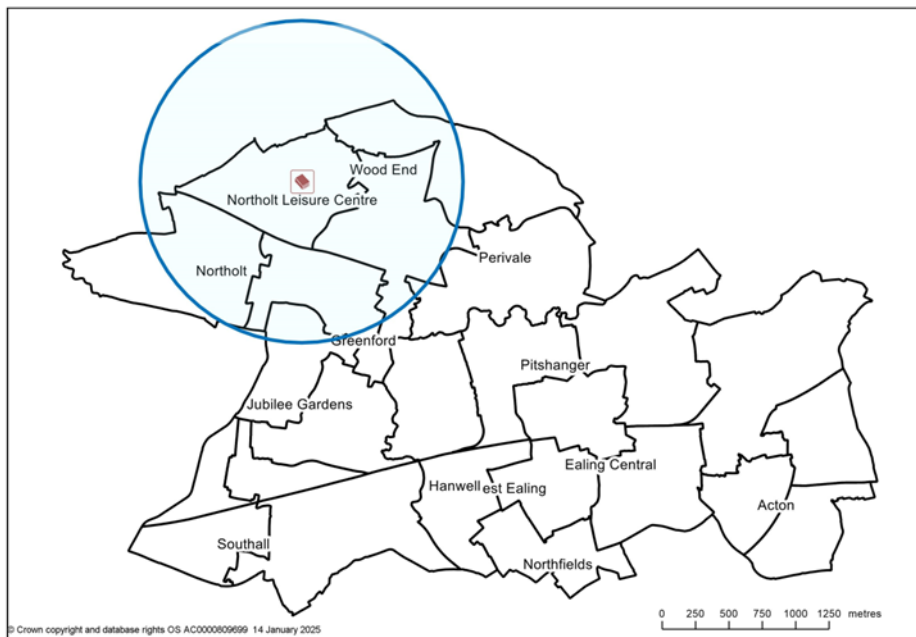 Wood End
Northolt Leisure Centre
Perivale
Northolt
Greenford
Pitshanger
Jubilee Gardens
Ealing Central
Hanwell est Ealing
Acton
Southall
Northfields
0 250 500 750 1000 1250 metres
© Crown copyright and database rights OS AC0000809699 14 January 2025